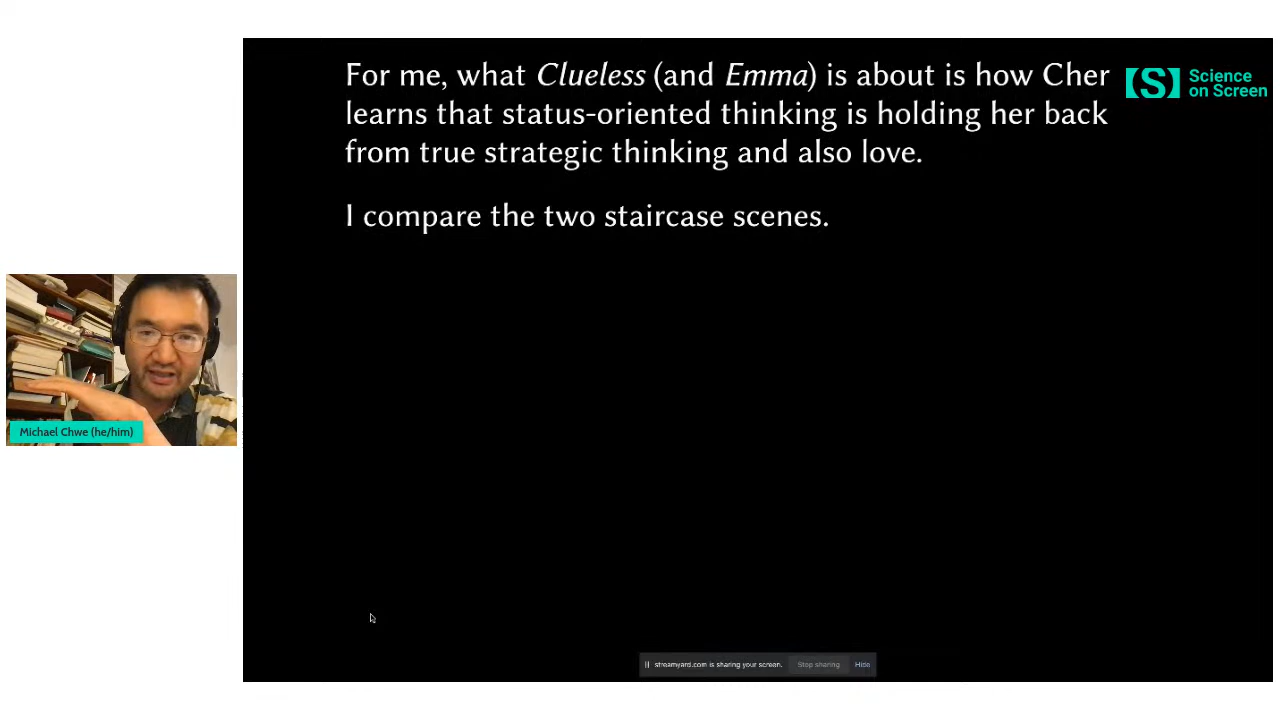 For me, what Clueless (and Emma) is about is how Cher
learns that status-oriented thinking is holding her back
from true strategic thinking and also love.
I compare the two staircase scenes.
[S] Science
on Screen
Michael Chwe (he/him)
streamyard.com is sharing your screen. Stop sharing Hide